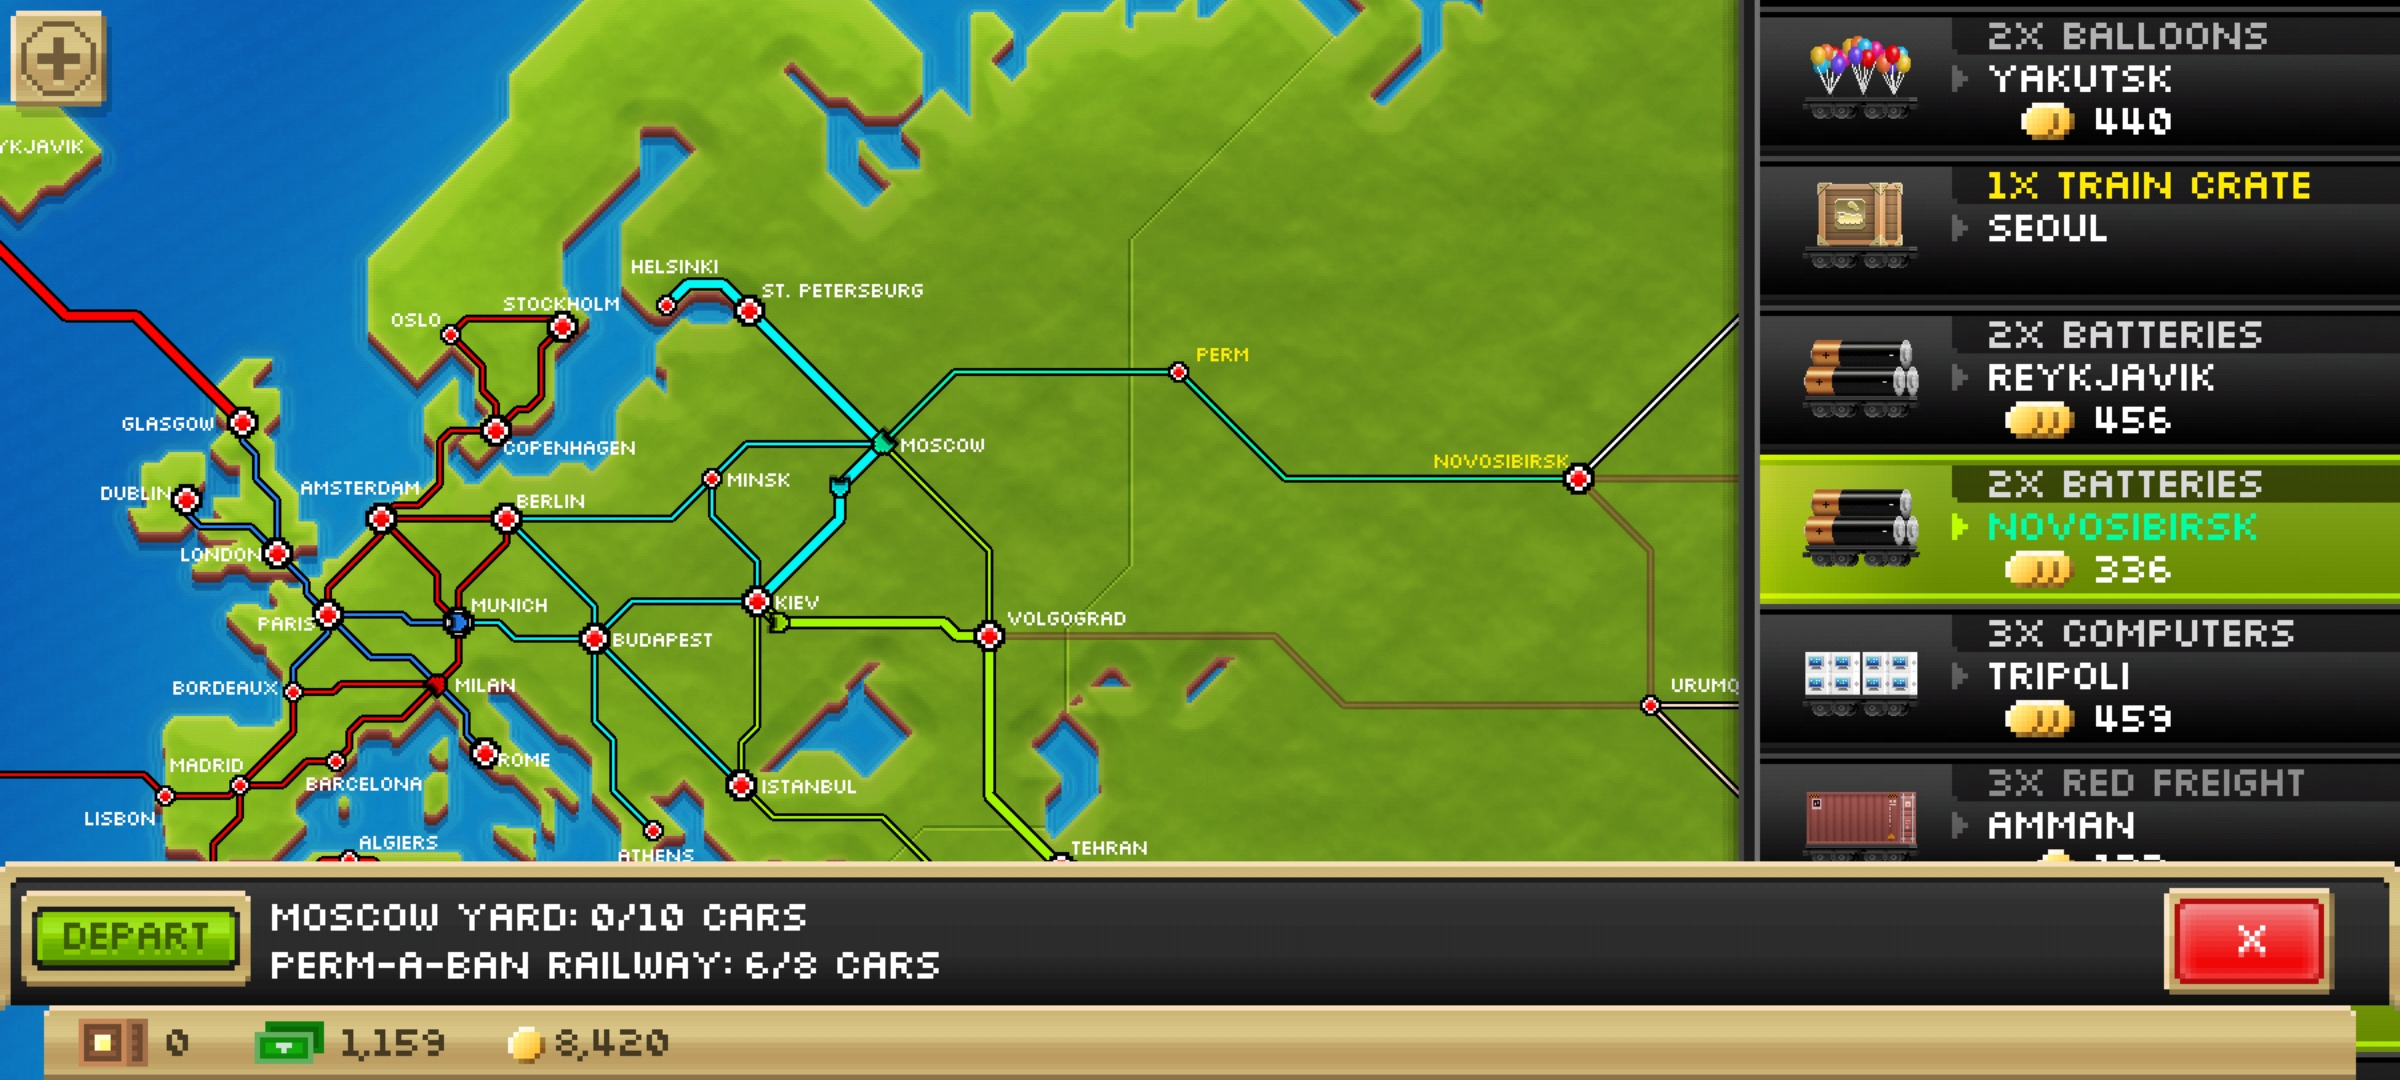 YKJAVIK
HELSINKI
ST. PETERSBURG
STOCKHOLM
OSLO
PERM
GLASGOW
COPENHAGEN
MOSCOW
NOVOSIBIRSK
MINSK
DUBLIN
AMSTERDAM
BERLIN
LONDON
MUNICH
KIEV
PARIS
VOLGOGRAD
BUDAPEST
BORDEAUX
MILAN
URUMQ
MADRID
ROME
BARCELONA
ISTANBUL
LISBON
ALGIERS
ATHENS
TEHRAN
2X BALLOONS
YAKUTSK
440
1X TRAIN CRATE
SEOUL
2X BATTERIES
REYKJAVIK
456
2X BATTERIES
NOVOSIBIRSK
336
3X COMPUTERS
TRIPOLI
459
3X RED FREIGHT
AMMAN
DEPART
MOSCOW YARD: 0/10 CARS
PERM-A-BAN RAILWAY: 6/8 CARS
X
0
1,159
8,420